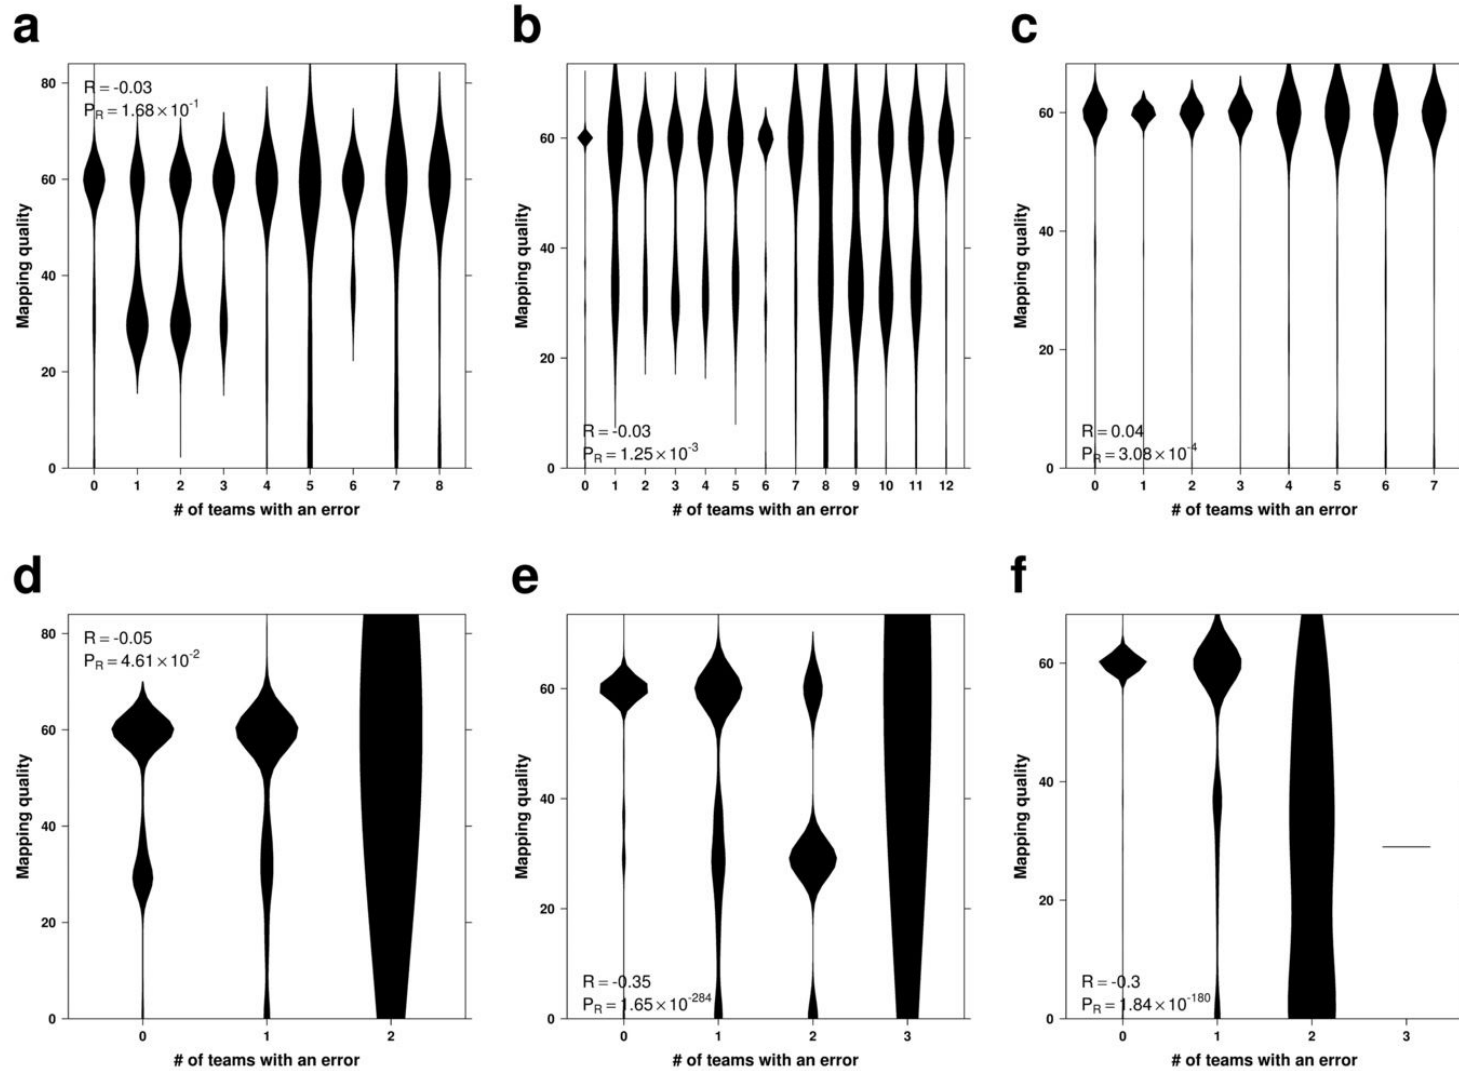 a
R = -0.03
P_R = 1.68×10^-1
Mapping quality
80
60
40
20
0
0 1 2 3 4 5 6 7 8
# of teams with an error
b
Mapping quality
60
40
20
0
R = -0.03
P_R = 1.25×10^-3
0 1 2 3 4 5 6 7 8 9 10 11 12
# of teams with an error
c
Mapping quality
60
40
20
0
R = 0.04
P_R = 3.08×10^-4
0 1 2 3 4 5 6 7
# of teams with an error
d
R = -0.05
P_R = 4.61×10^-2
Mapping quality
80
60
40
20
0
0 1 2
# of teams with an error
e
Mapping quality
60
40
20
0
R = -0.35
P_R = 1.65×10^-284
0 1 2 3
# of teams with an error
f
Mapping quality
60
40
20
0
R = -0.3
P_R = 1.84×10^-180
0 1 2 3
# of teams with an error